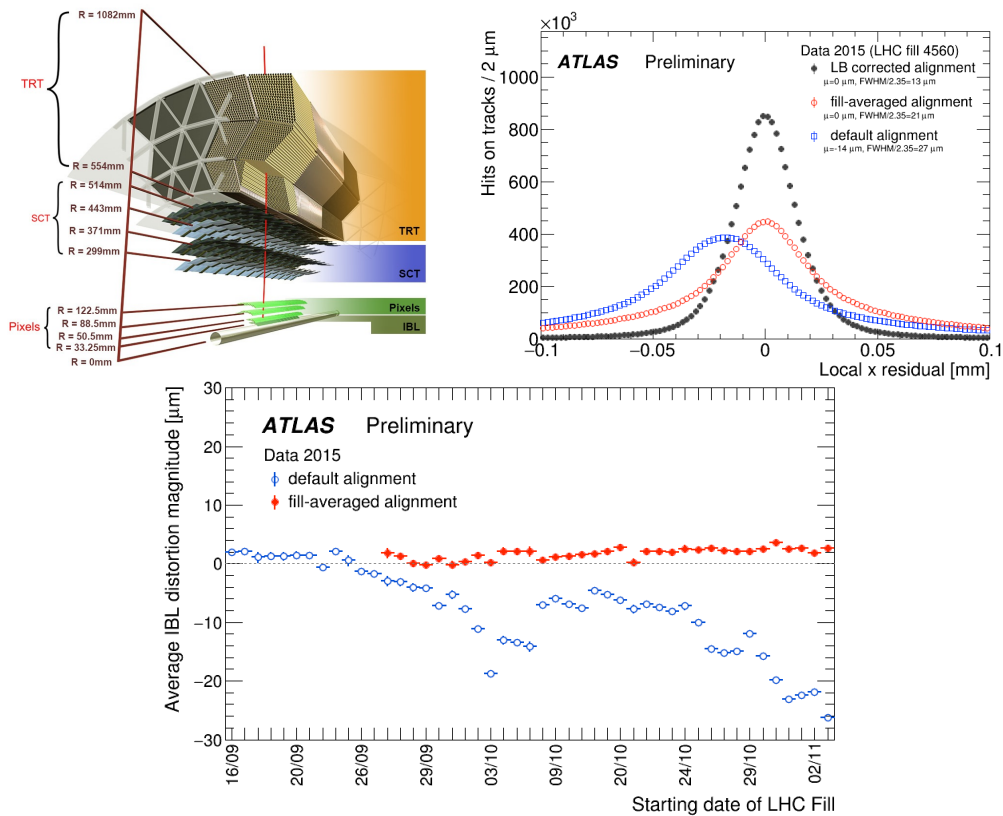 R = 1082mm
TRT
R = 554mm
R = 514mm
R = 443mm
SCT
R = 371mm
R = 299mm
TRT
SCT
Pixels
IBL
R = 122.5mm
R = 88.5mm
Pixels
R = 50.5mm
R = 33.25mm
R = 0mm
×10³
Hits on tracks / 2 μm
1000
800
600
400
200
0
ATLAS Preliminary
Data 2015 (LHC fill 4560)
LB corrected alignment
μ=0 μm, FWHM/2.35=13 μm
fill-averaged alignment
μ=0 μm, FWHM/2.35=21 μm
default alignment
μ=-14 μm, FWHM/2.35=27 μm
−0.1 −0.05 0 0.05 0.1
Local x residual [mm]
Average IBL distortion magnitude [μm]
30
20
10
0
−10
−20
−30
ATLAS Preliminary
Data 2015
default alignment
fill-averaged alignment
16/09 20/09 26/09 29/09 03/10 09/10 20/10 24/10 29/10 02/11
Starting date of LHC Fill